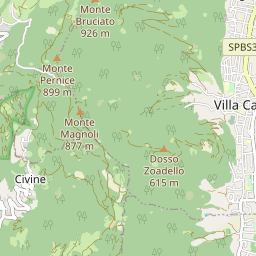 Monte
Bruciato
926 m
SPBS3
Monte
Pernice
899 m
Villa Ca
Monte
Magnoli
877 m
Dosso
Zoadello
615 m
Civine